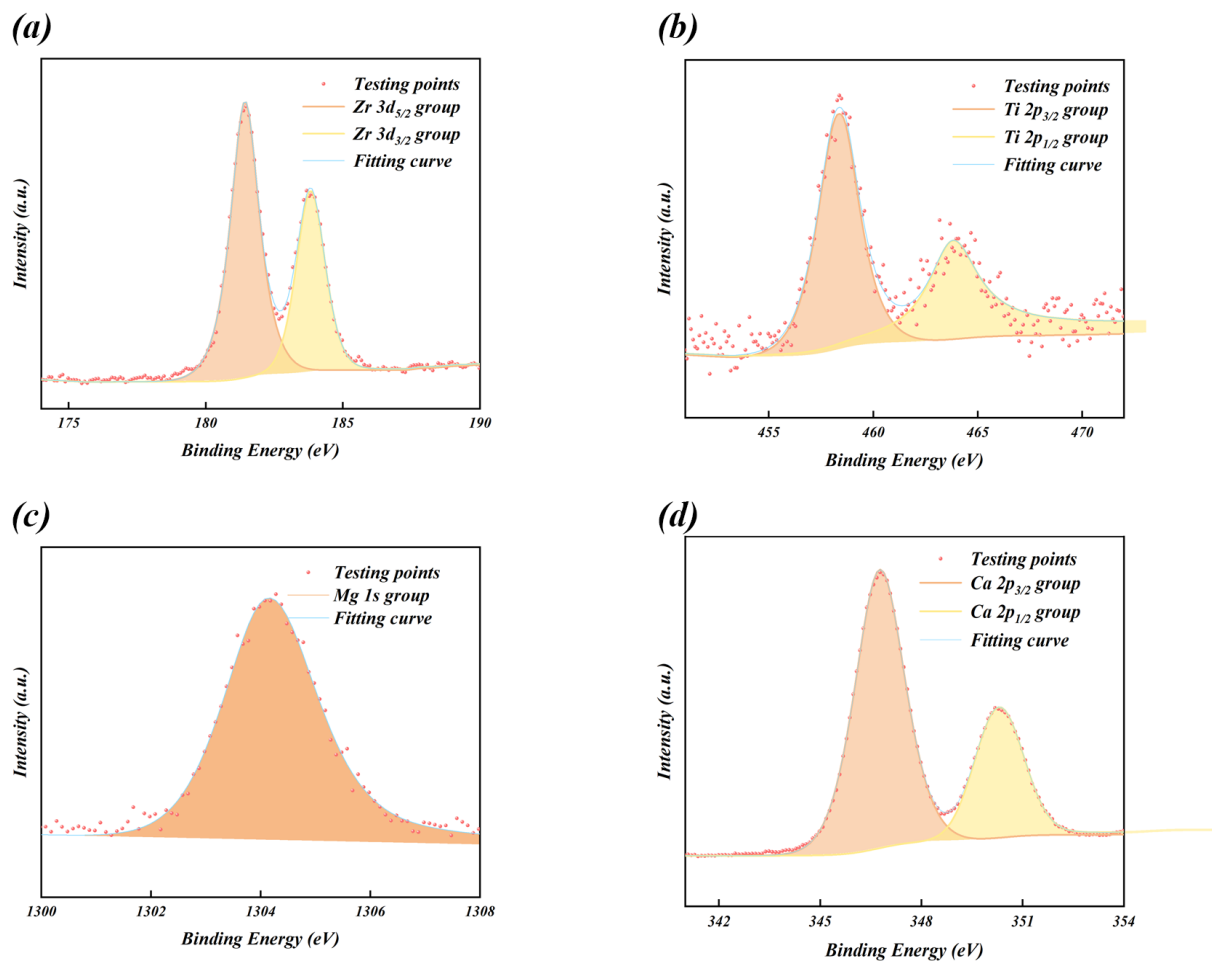 (a)
Testing points
Zr 3d5/2 group
Zr 3d3/2 group
Fitting curve
Intensity (a.u.)
175 180 185 190
Binding Energy (eV)
(b)
Testing points
Ti 2p3/2 group
Ti 2p1/2 group
Fitting curve
Intensity (a.u.)
455 460 465 470
Binding Energy (eV)
(c)
Testing points
Mg 1s group
Fitting curve
Intensity (a.u.)
1300 1302 1304 1306 1308
Binding Energy (eV)
(d)
Testing points
Ca 2p3/2 group
Ca 2p1/2 group
Fitting curve
Intensity (a.u.)
342 345 348 351 354
Binding Energy (eV)